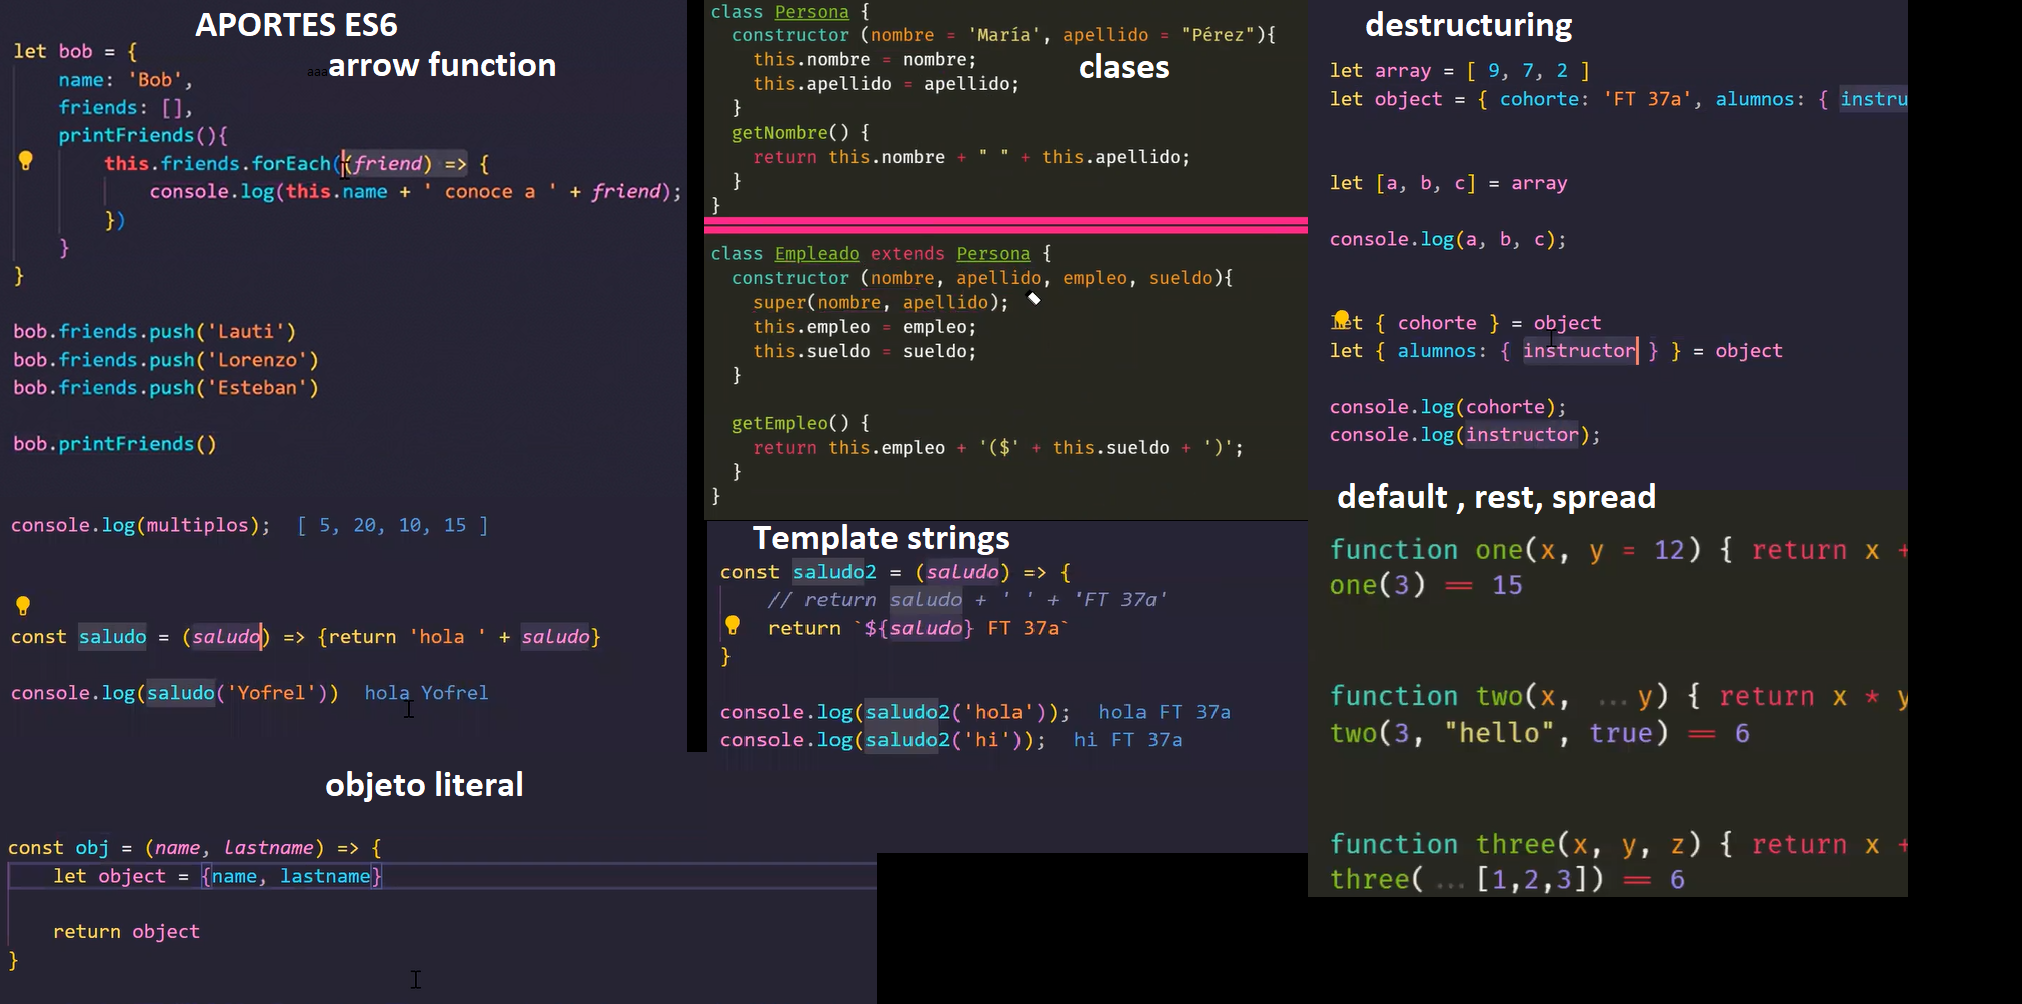 APORTES ES6
arrow function
aaa
let bob = {
name: 'Bob',
friends: [],
printFriends(){
this.friends.forEach((friend) => {
console.log(this.name + ' conoce a ' + friend);
})
}
}
bob.friends.push('Lauti')
bob.friends.push('Lorenzo')
bob.friends.push('Esteban')
bob.printFriends()
console.log(multiplos); [ 5, 20, 10, 15 ]
const saludo = (saludo) => {return 'hola ' + saludo}
console.log(saludo('Yofrel')) hola Yofrel
objeto literal
const obj = (name, lastname) => {
let object = {name, lastname}
return object
}
clases
class Persona {
constructor (nombre = 'María', apellido = "Pérez"){
this.nombre = nombre;
this.apellido = apellido;
}
getNombre() {
return this.nombre + " " + this.apellido;
}
}
class Empleado extends Persona {
constructor (nombre, apellido, empleo, sueldo){
super(nombre, apellido);
this.empleo = empleo;
this.sueldo = sueldo;
}
getEmpleo() {
return this.empleo + '($' + this.sueldo + ')';
}
}
Template strings
const saludo2 = (saludo) => {
// return saludo + ' ' + 'FT 37a'
return `${saludo} FT 37a`
}
console.log(saludo2('hola')); hola FT 37a
console.log(saludo2('hi')); hi FT 37a
destructuring
let array = [ 9, 7, 2 ]
let object = { cohorte: 'FT 37a', alumnos: { instru
let [a, b, c] = array
console.log(a, b, c);
let { cohorte } = object
let { alumnos: { instructor } } = object
console.log(cohorte);
console.log(instructor);
default , rest, spread
function one(x, y = 12) { return x +
one(3) == 15
function two(x, ...y) { return x * y
two(3, "hello", true) == 6
function three(x, y, z) { return x +
three( ...[1,2,3]) == 6